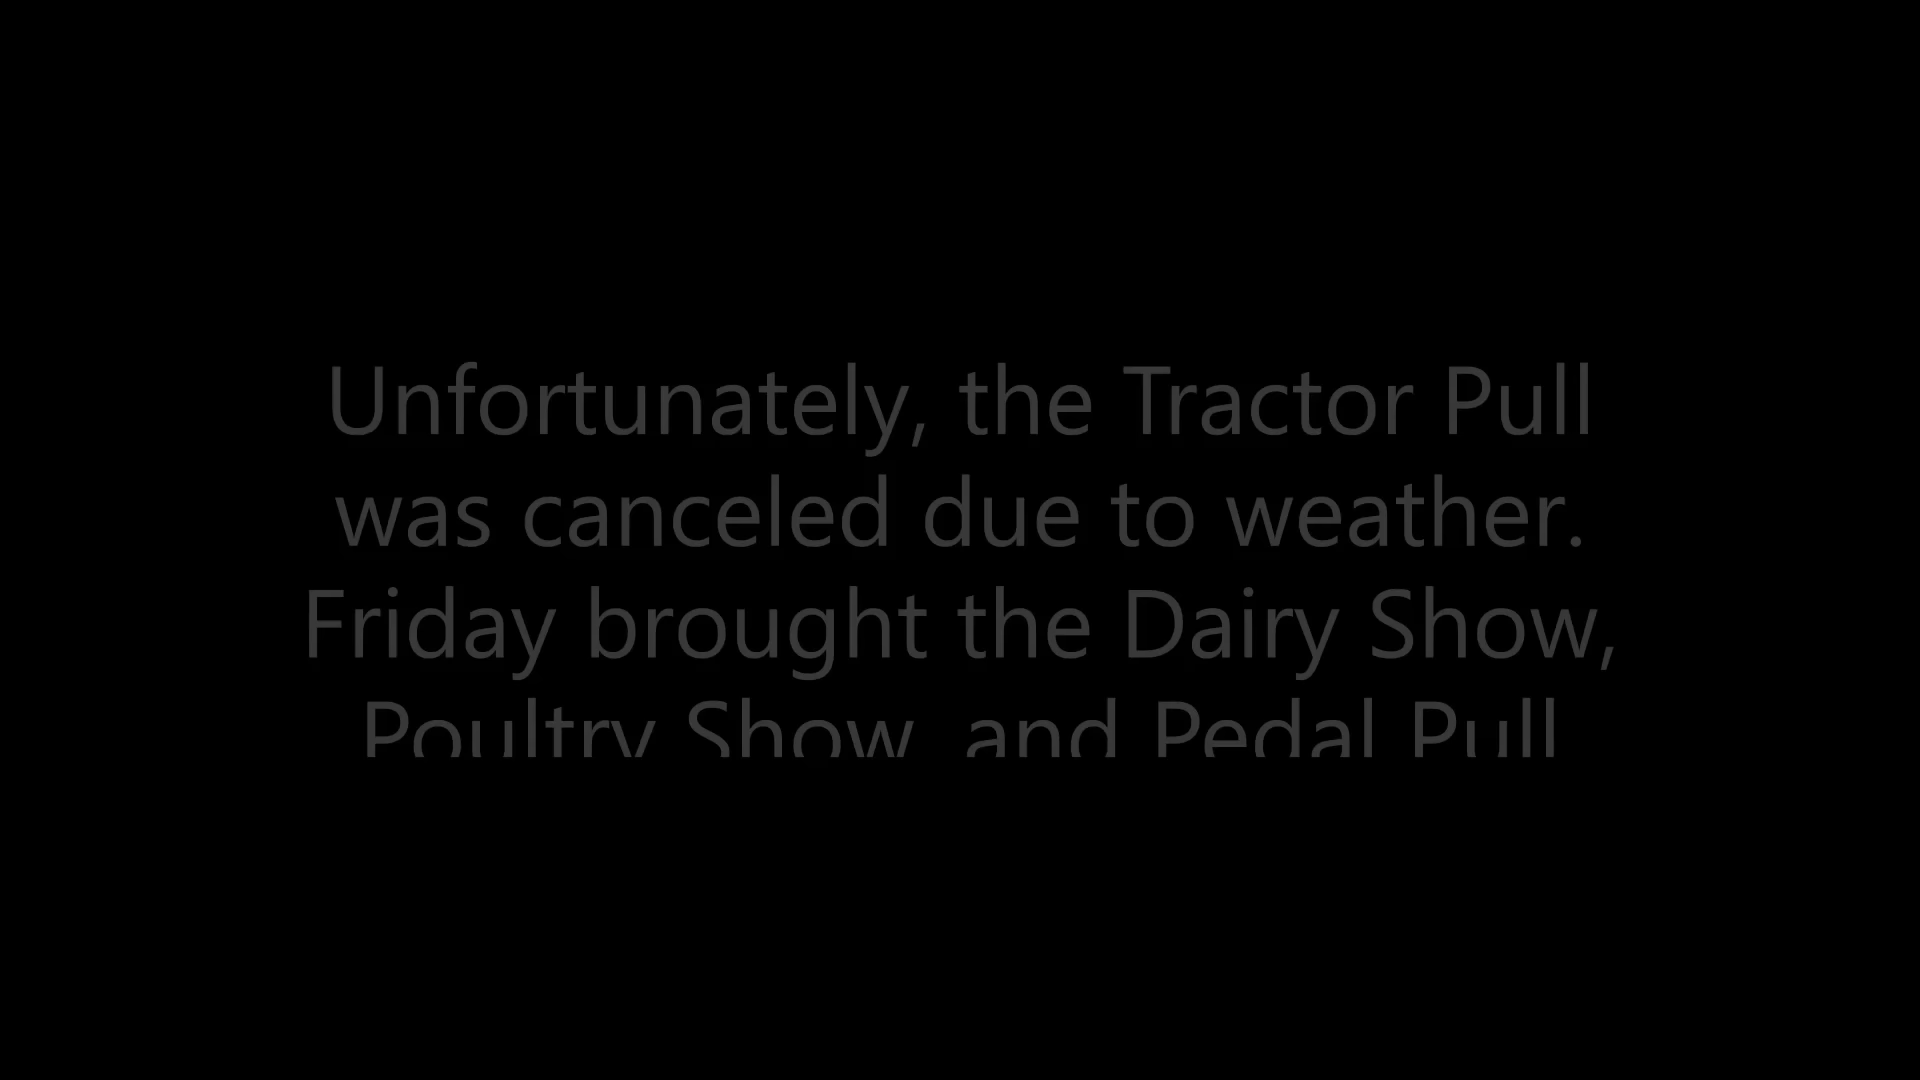 Unfortunately, the Tractor Pull
was canceled due to weather.
Friday brought the Dairy Show,
Poultry Show, and Pedal Pull